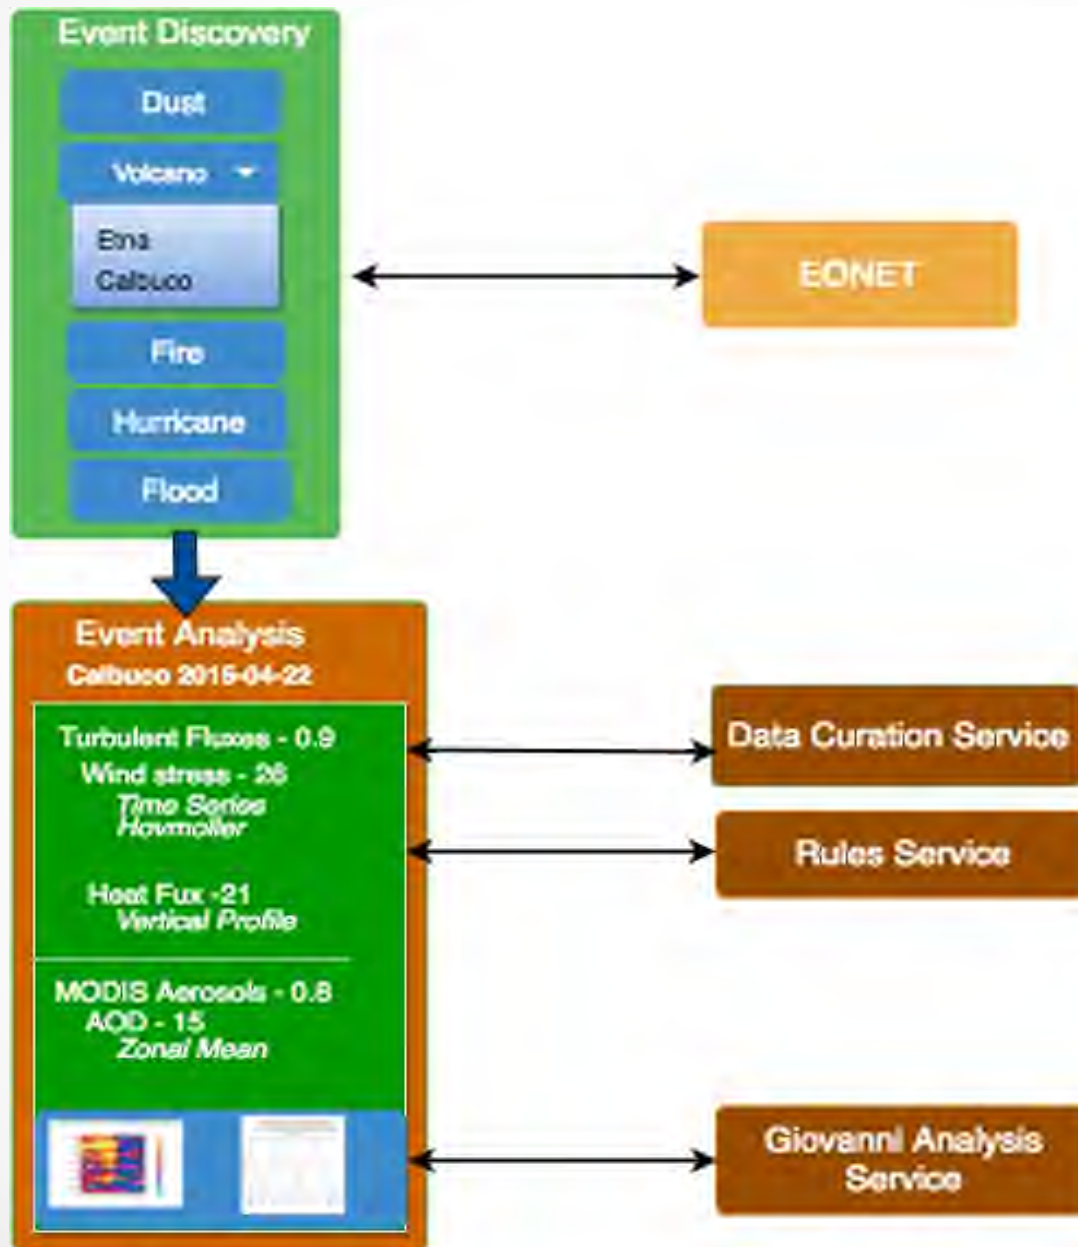 Event Discovery
Dust
Volcano
Etna
Calbuco
Fire
Hurricane
Flood
EONET
Event Analysis
Calbuco 2015-04-22
Turbulent Fluxes - 0.9
Wind stress - 26
Time Series
Hovmoller
Heat Fux -21
Vertical Profile
MODIS Aerosols - 0.8
AOD - 15
Zonal Mean
Data Curation Service
Rules Service
Giovanni Analysis
Service